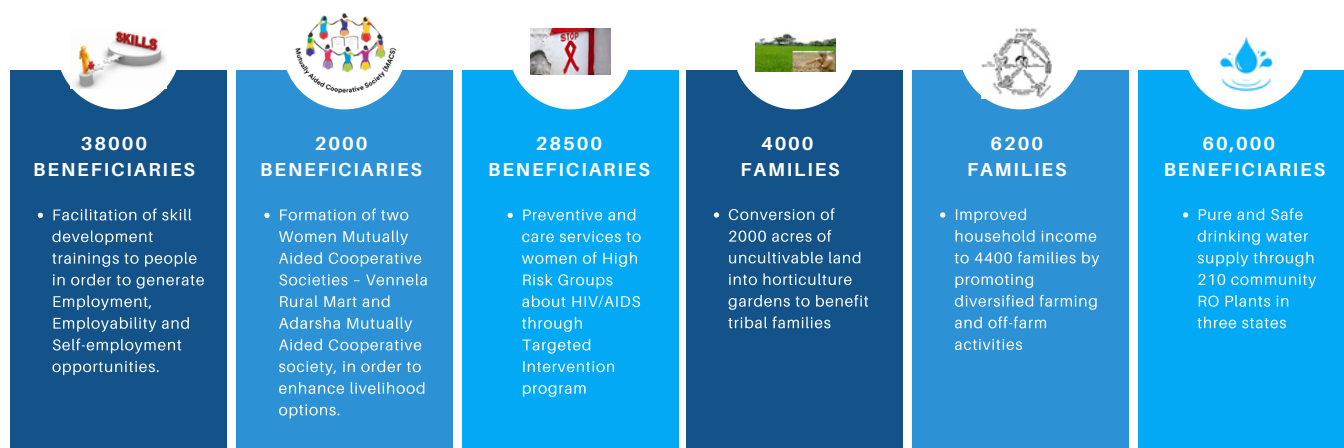 SKILLS
38000
BENEFICIARIES
Facilitation of skill
development
trainings to people
in order to generate
Employment,
Employability and
Self-employment
opportunities.
Mutually Aided Cooperative Society (MACS)
2000
BENEFICIARIES
Formation of two
Women Mutually
Aided Cooperative
Societies – Vennela
Rural Mart and
Adarsha Mutually
Aided Cooperative
society, in order to
enhance livelihood
options.
STOP
28500
BENEFICIARIES
Preventive and
care services to
women of High
Risk Groups
about HIV/AIDS
through
Targeted
Intervention
program
4000
FAMILIES
Conversion of
2000 acres of
uncultivable land
into horticulture
gardens to benefit
tribal families
6200
FAMILIES
Improved
household income
to 4400 families by
promoting
diversified farming
and off-farm
activities
60,000
BENEFICIARIES
Pure and Safe
drinking water
supply through
210 community
RO Plants in
three states